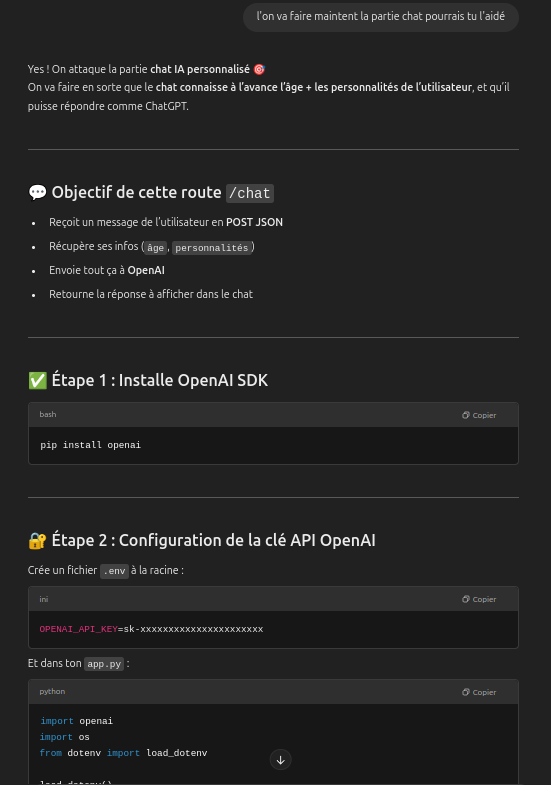 l'on va faire maintent la partie chat pourrais tu l'aidé
Yes ! On attaque la partie chat IA personnalisé 🎯
On va faire en sorte que le chat connaisse à l’avance l’âge + les personnalités de l’utilisateur, et qu’il
puisse répondre comme ChatGPT.
💬 Objectif de cette route /chat
• Reçoit un message de l’utilisateur en POST JSON
• Récupère ses infos (âge, personnalités)
• Envoie tout ça à OpenAI
• Retourne la réponse à afficher dans le chat
✅ Étape 1 : Installe OpenAI SDK
bash Copier
pip install openai
🔐 Étape 2 : Configuration de la clé API OpenAI
Crée un fichier .env à la racine :
ini Copier
OPENAI_API_KEY=sk-xxxxxxxxxxxxxxxxxxxxxx
Et dans ton app.py :
python Copier
import openai
import os
from dotenv import load_dotenv
load_dotenv()